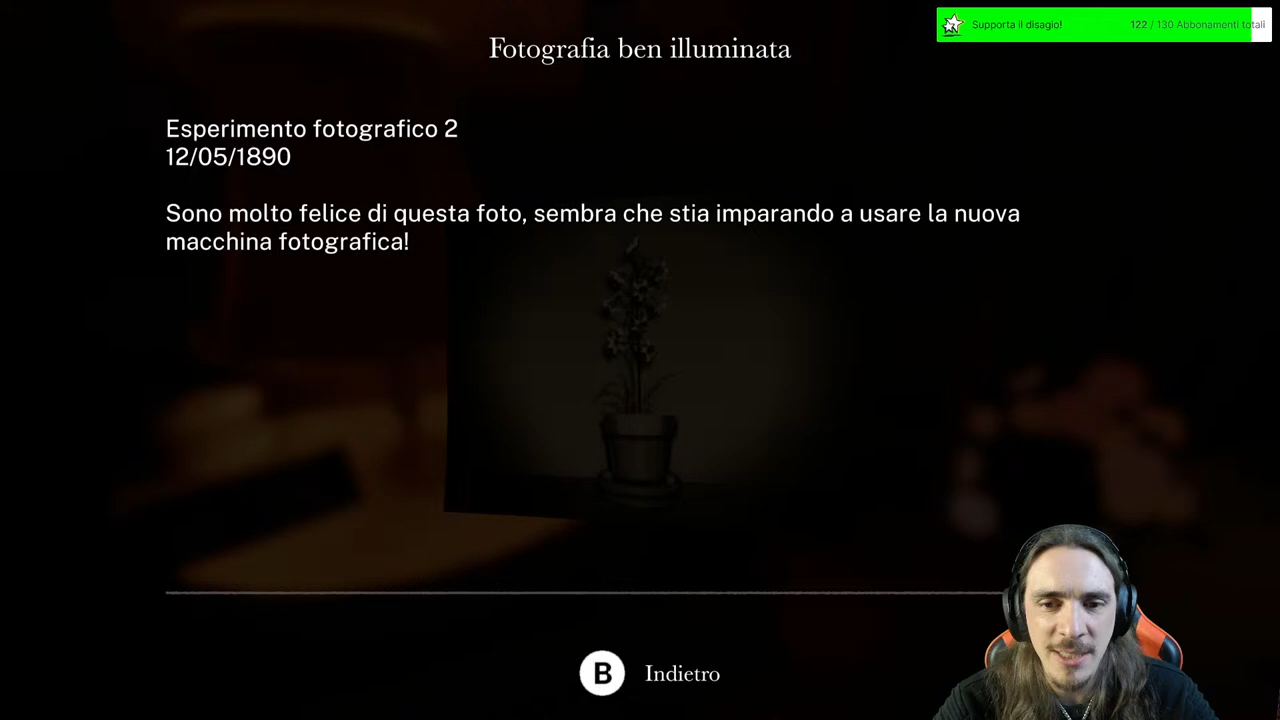 Supporta il disagio! 122 / 130 Abbonamenti totali
Fotografia ben illuminata
Esperimento fotografico 2
12/05/1890
Sono molto felice di questa foto, sembra che stia imparando a usare la nuova
macchina fotografica!
B Indietro